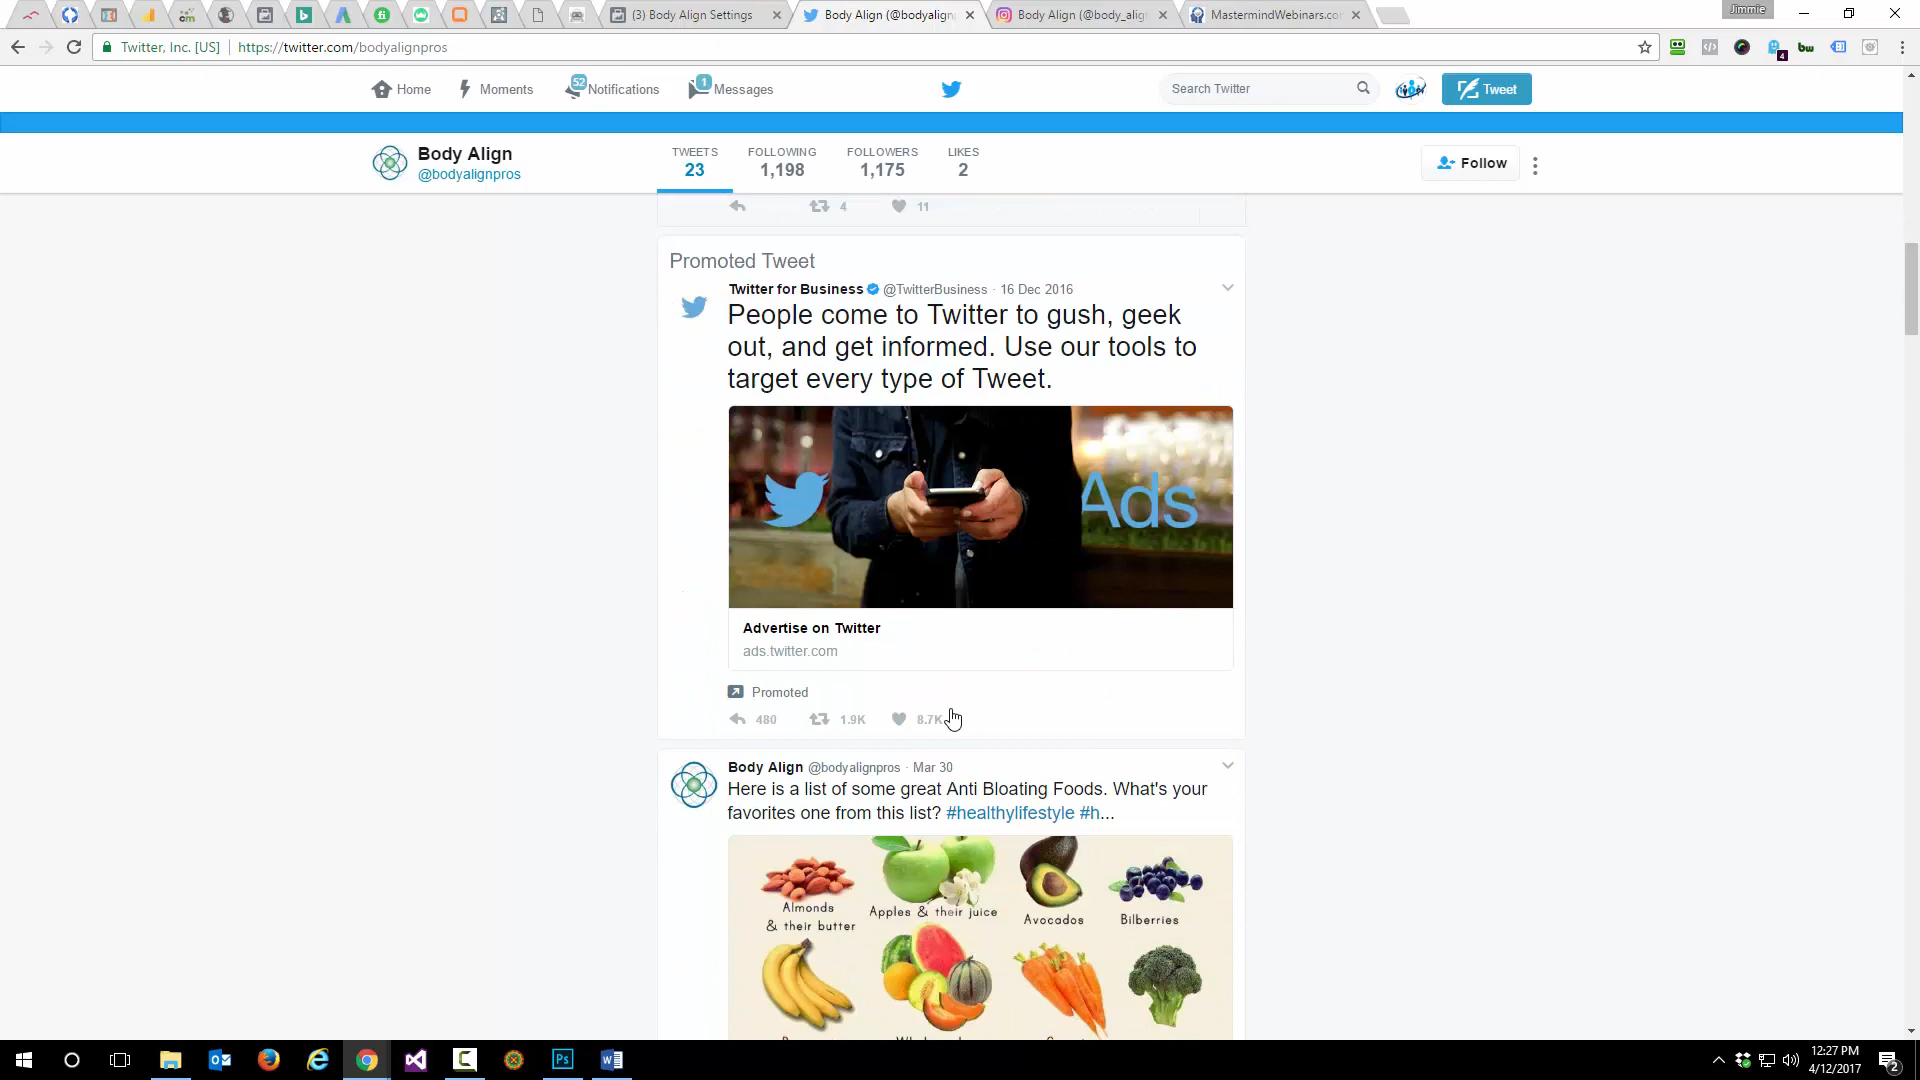 (3) Body Align Settings
Body Align (@bodyalign
Body Align (@body_alig
MastermindWebinars.co
Jimmie
Twitter, Inc. [US]
https://twitter.com/bodyalignpros
bw
4
Home
Moments
52
Notifications
1
Messages
Search Twitter
Tweet
Body Align
@bodyalignpros
TWEETS
23
FOLLOWING
1,198
FOLLOWERS
1,175
LIKES
2
Follow
4
11
Promoted Tweet
Twitter for Business @TwitterBusiness · 16 Dec 2016
People come to Twitter to gush, geek
out, and get informed. Use our tools to
target every type of Tweet.
Ads
Advertise on Twitter
ads.twitter.com
Promoted
480
1.9K
8.7K
Body Align @bodyalignpros · Mar 30
Here is a list of some great Anti Bloating Foods. What's your
favorites one from this list? #healthylifestyle #h...
Almonds
& their butter
Apples & their juice
Avocados
Bilberries
12:27 PM
4/12/2017
2